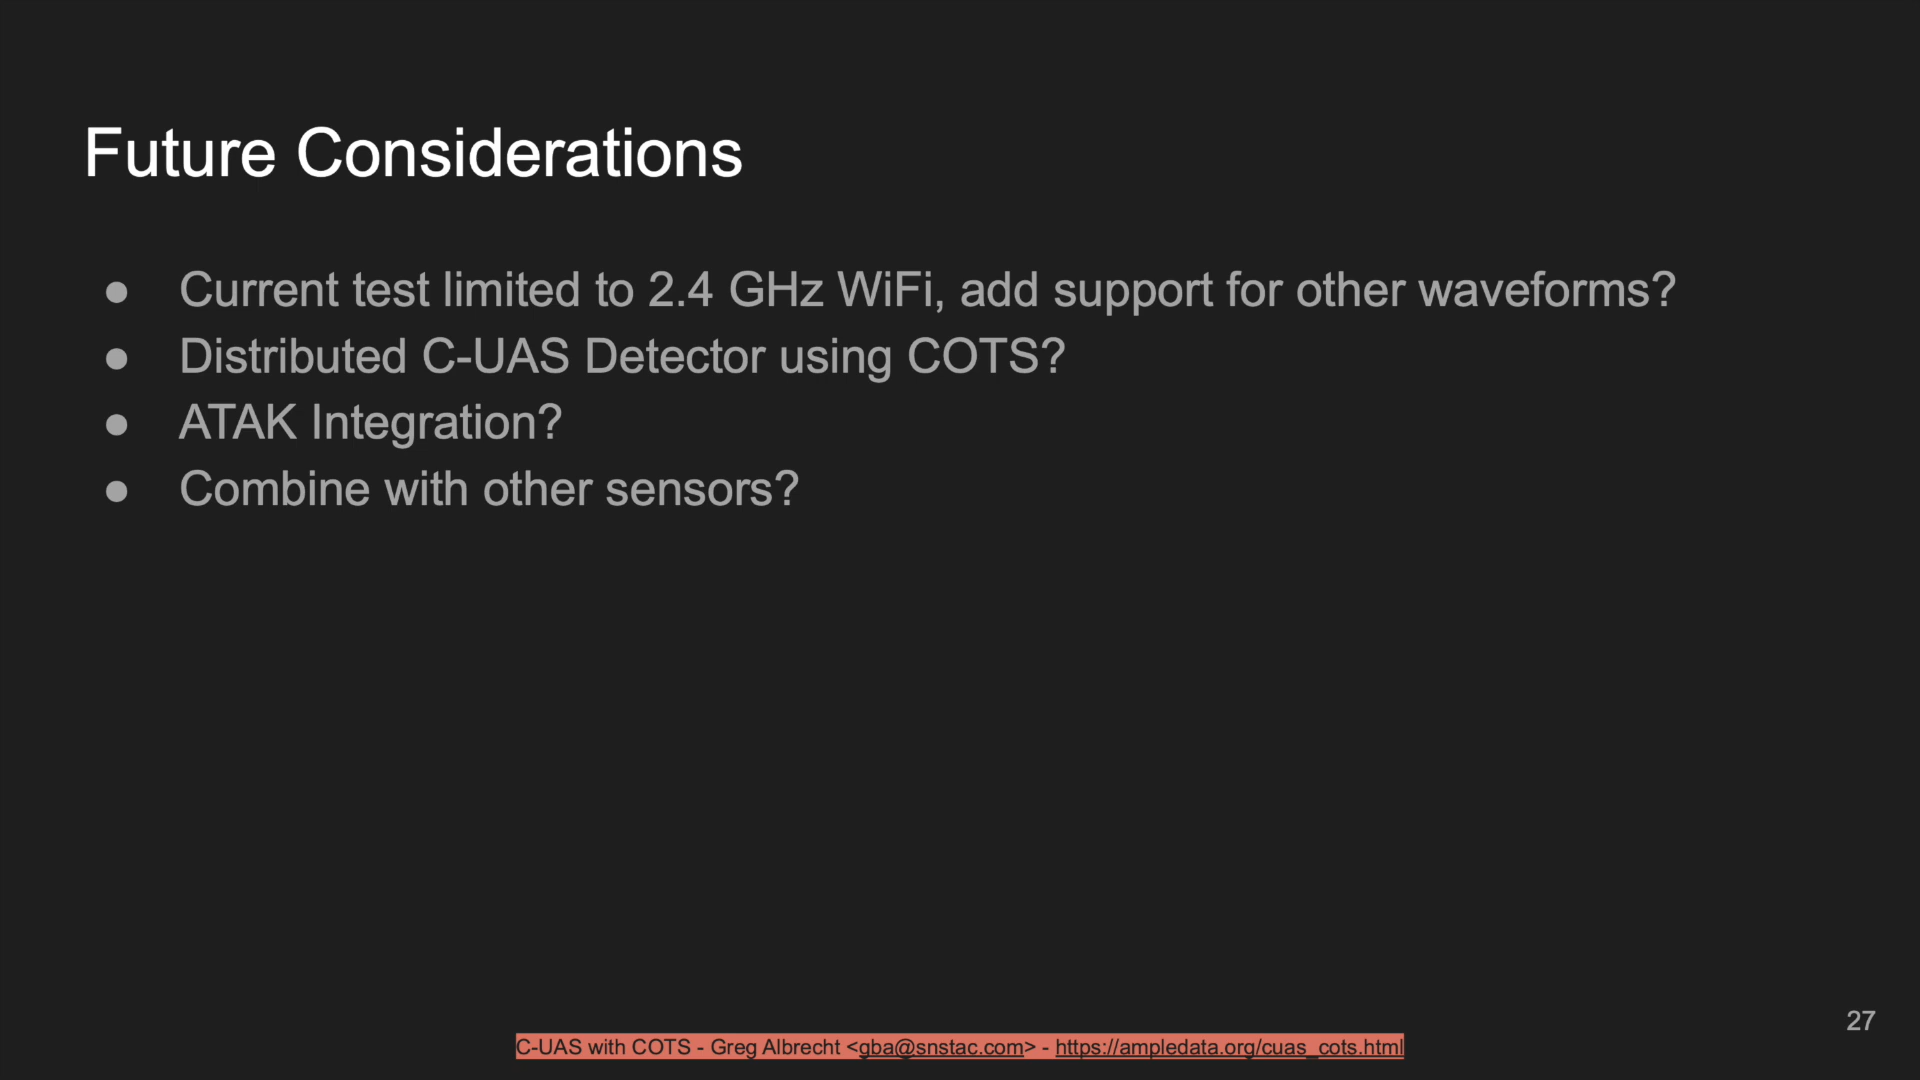 Future Considerations
● Current test limited to 2.4 GHz WiFi, add support for other waveforms?
● Distributed C-UAS Detector using COTS?
● ATAK Integration?
● Combine with other sensors?
27
C-UAS with COTS - Greg Albrecht <gba@snstac.com> - https://ampledata.org/cuas_cots.html